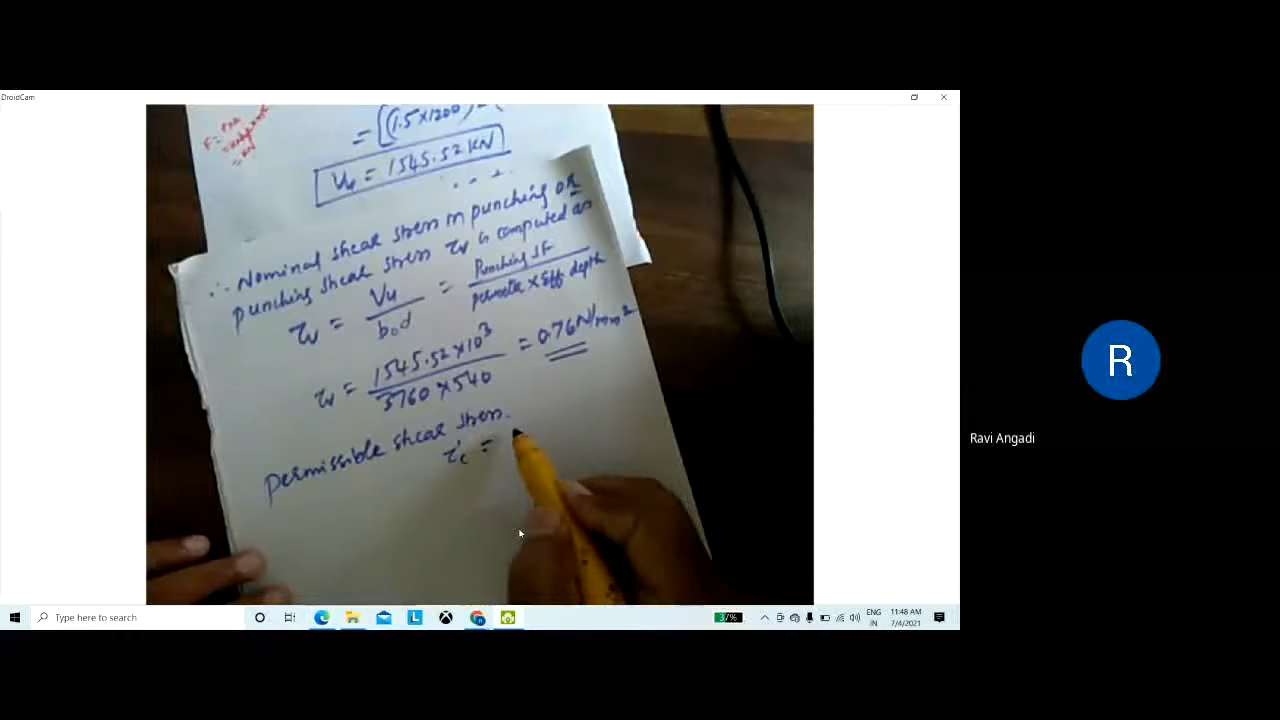 DroidCam
= [(1.5×1200) -
Vu = 1545.52 KN
∴ Nominal shear stress in punching or
punching shear stress τv is computed as
τv = Vu / bod = Punching SF / perimeter × Eff depth
τv = 1545.52×10³ / 3760 × 540 = 0.76 N/mm²
permissible shear stress.
τ'c =
R
Ravi Angadi
Type here to search
37%
ENG
IN
11:48 AM
7/4/2021